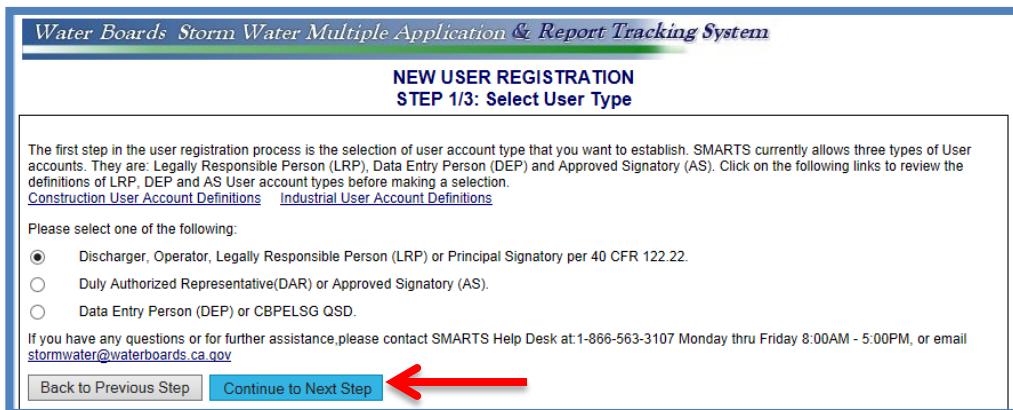 Water Boards Storm Water Multiple Application & Report Tracking System
NEW USER REGISTRATION
STEP 1/3: Select User Type
The first step in the user registration process is the selection of user account type that you want to establish. SMARTS currently allows three types of User
accounts. They are: Legally Responsible Person (LRP), Data Entry Person (DEP) and Approved Signatory (AS). Click on the following links to review the
definitions of LRP, DEP and AS User account types before making a selection.
Construction User Account Definitions Industrial User Account Definitions
Please select one of the following:
Discharger, Operator, Legally Responsible Person (LRP) or Principal Signatory per 40 CFR 122.22.
Duly Authorized Representative(DAR) or Approved Signatory (AS).
Data Entry Person (DEP) or CBPELSG QSD.
If you have any questions or for further assistance,please contact SMARTS Help Desk at:1-866-563-3107 Monday thru Friday 8:00AM - 5:00PM, or email
stormwater@waterboards.ca.gov
Back to Previous Step Continue to Next Step